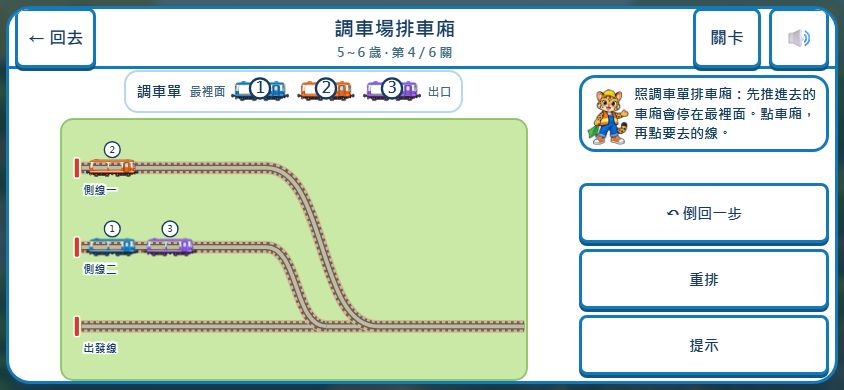 ← 回去
調車場排車廂
5~6 歲 · 第 4 / 6 關
關卡
調車單 最裡面 1 2 3 出口
照調車單排車廂：先推進去的
車廂會停在最裡面。點車廂，
再點要去的線。
2
側線一
1 3
側線二
出發線
↶ 倒回一步
重排
提示